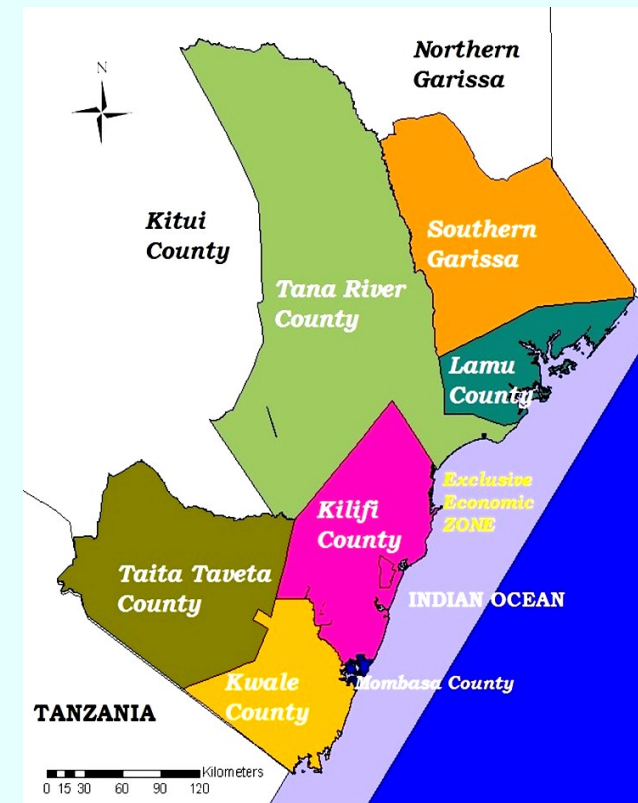 Northern
Garissa
N
Kitui
County
Southern
Garissa
Tana River
County
Lamu
County
Exclusive
Economic
ZONE
Kilifi
County
Taita Taveta
County
INDIAN OCEAN
Kwale
County
Mombasa County
TANZANIA
Kilometers
0 15 30 60 90 120